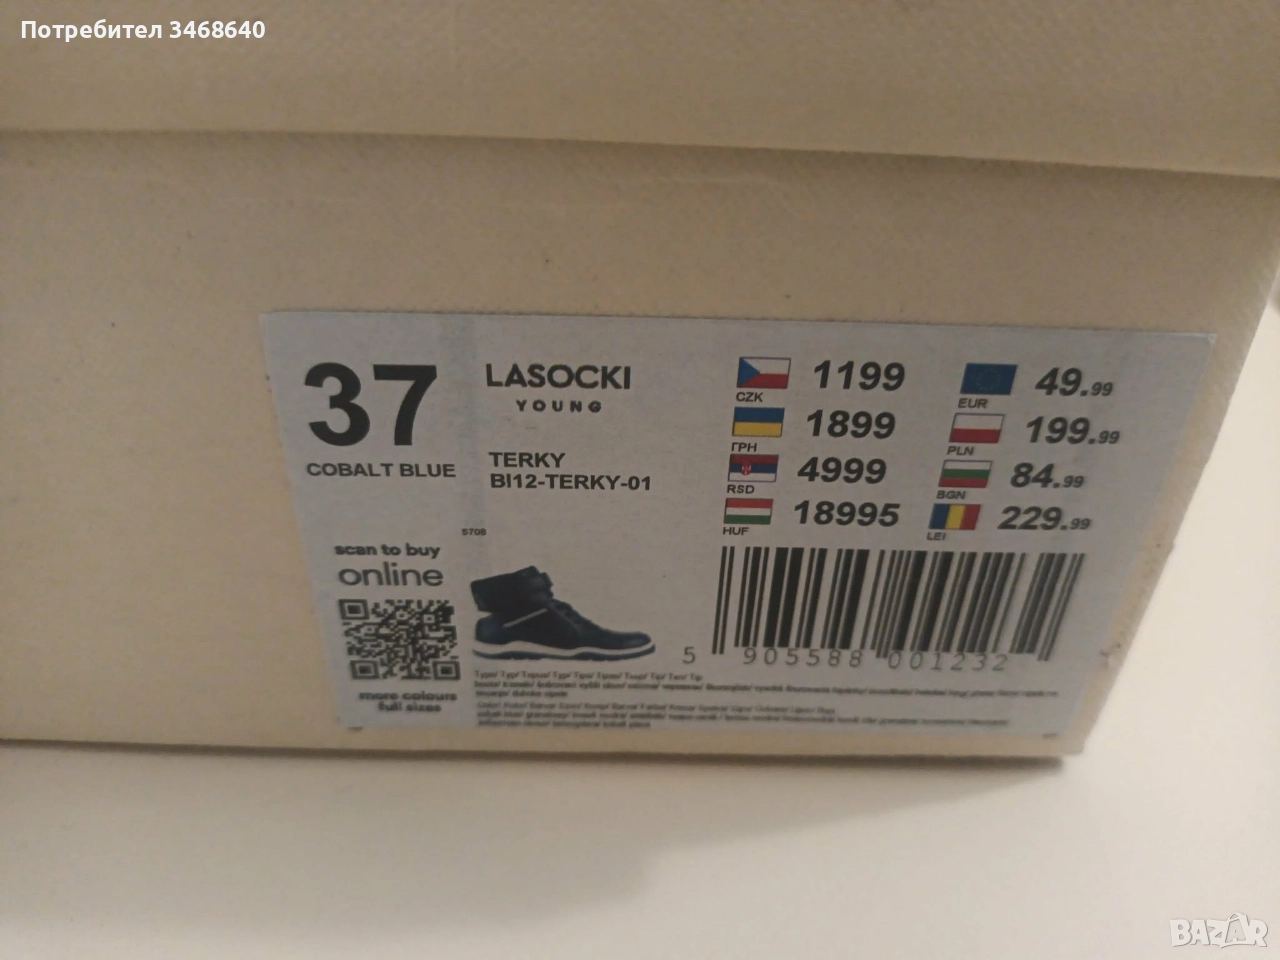 Потребител 3468640
37
COBALT BLUE
LASOCKI
YOUNG
TERKY
BI12-TERKY-01
5708
CZK 1199
ГРН 1899
RSD 4999
HUF 18995
EUR 49.99
PLN 199.99
BGN 84.99
LEI 229.99
scan to buy
online
more colours
full sizes
5 905588 001232
BAZAR